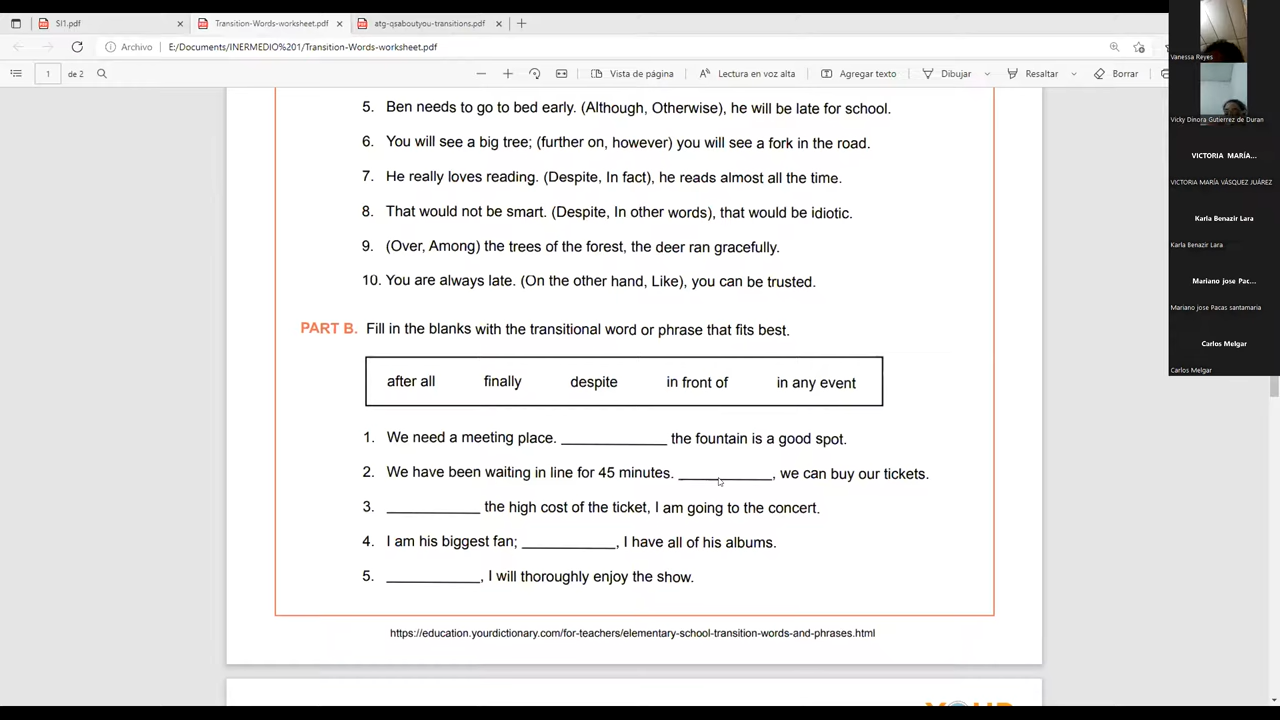 SI1.pdf
Transition-Words-worksheet.pdf
atg-qsaboutyou-transitions.pdf
Archivo
E:/Documents/INERMEDIO%201/Transition-Words-worksheet.pdf
1 de 2
Vista de página
Lectura en voz alta
Agregar texto
Dibujar
Resaltar
Borrar
5. Ben needs to go to bed early. (Although, Otherwise), he will be late for school.
6. You will see a big tree; (further on, however) you will see a fork in the road.
7. He really loves reading. (Despite, In fact), he reads almost all the time.
8. That would not be smart. (Despite, In other words), that would be idiotic.
9. (Over, Among) the trees of the forest, the deer ran gracefully.
10. You are always late. (On the other hand, Like), you can be trusted.
PART B. Fill in the blanks with the transitional word or phrase that fits best.
after all finally despite in front of in any event
1. We need a meeting place. ____________ the fountain is a good spot.
2. We have been waiting in line for 45 minutes. ___________, we can buy our tickets.
3. ___________ the high cost of the ticket, I am going to the concert.
4. I am his biggest fan; ___________, I have all of his albums.
5. ___________, I will thoroughly enjoy the show.
https://education.yourdictionary.com/for-teachers/elementary-school-transition-words-and-phrases.html
Vanessa Reyes
Vicky Dinora Gutierrez de Duran
VICTORIA MARÍA...
VICTORIA MARÍA VÁSQUEZ JUÁREZ
Karla Benazir Lara
Karla Benazir Lara
Mariano jose Pac...
Mariano jose Pacas santamaria
Carlos Melgar
Carlos Melgar